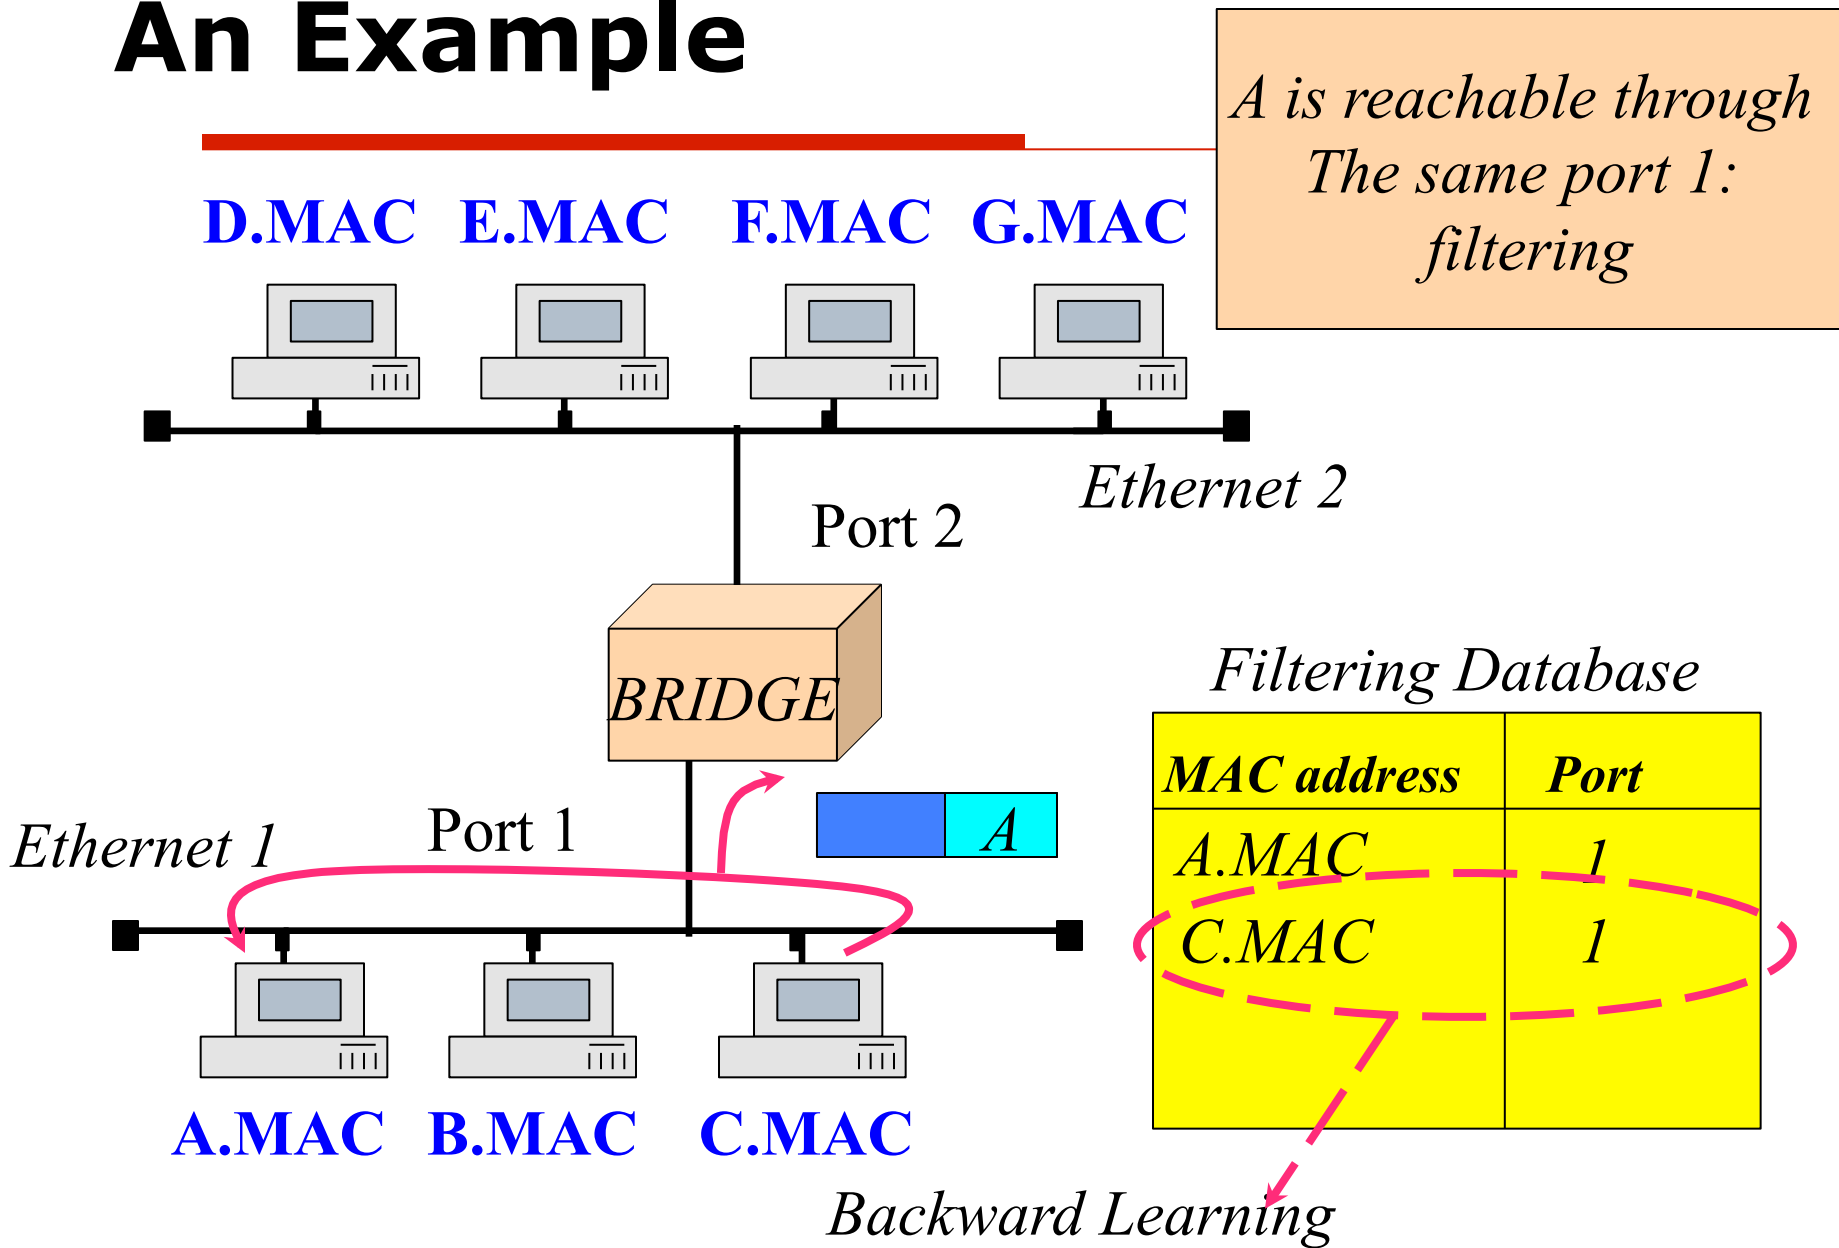 An Example
A is reachable through
The same port 1:
filtering
D.MAC E.MAC F.MAC G.MAC
Ethernet 2
Port 2
BRIDGE
Filtering Database
MAC address Port
A.MAC 1
C.MAC 1
Ethernet 1
Port 1
A
A.MAC B.MAC C.MAC
Backward Learning